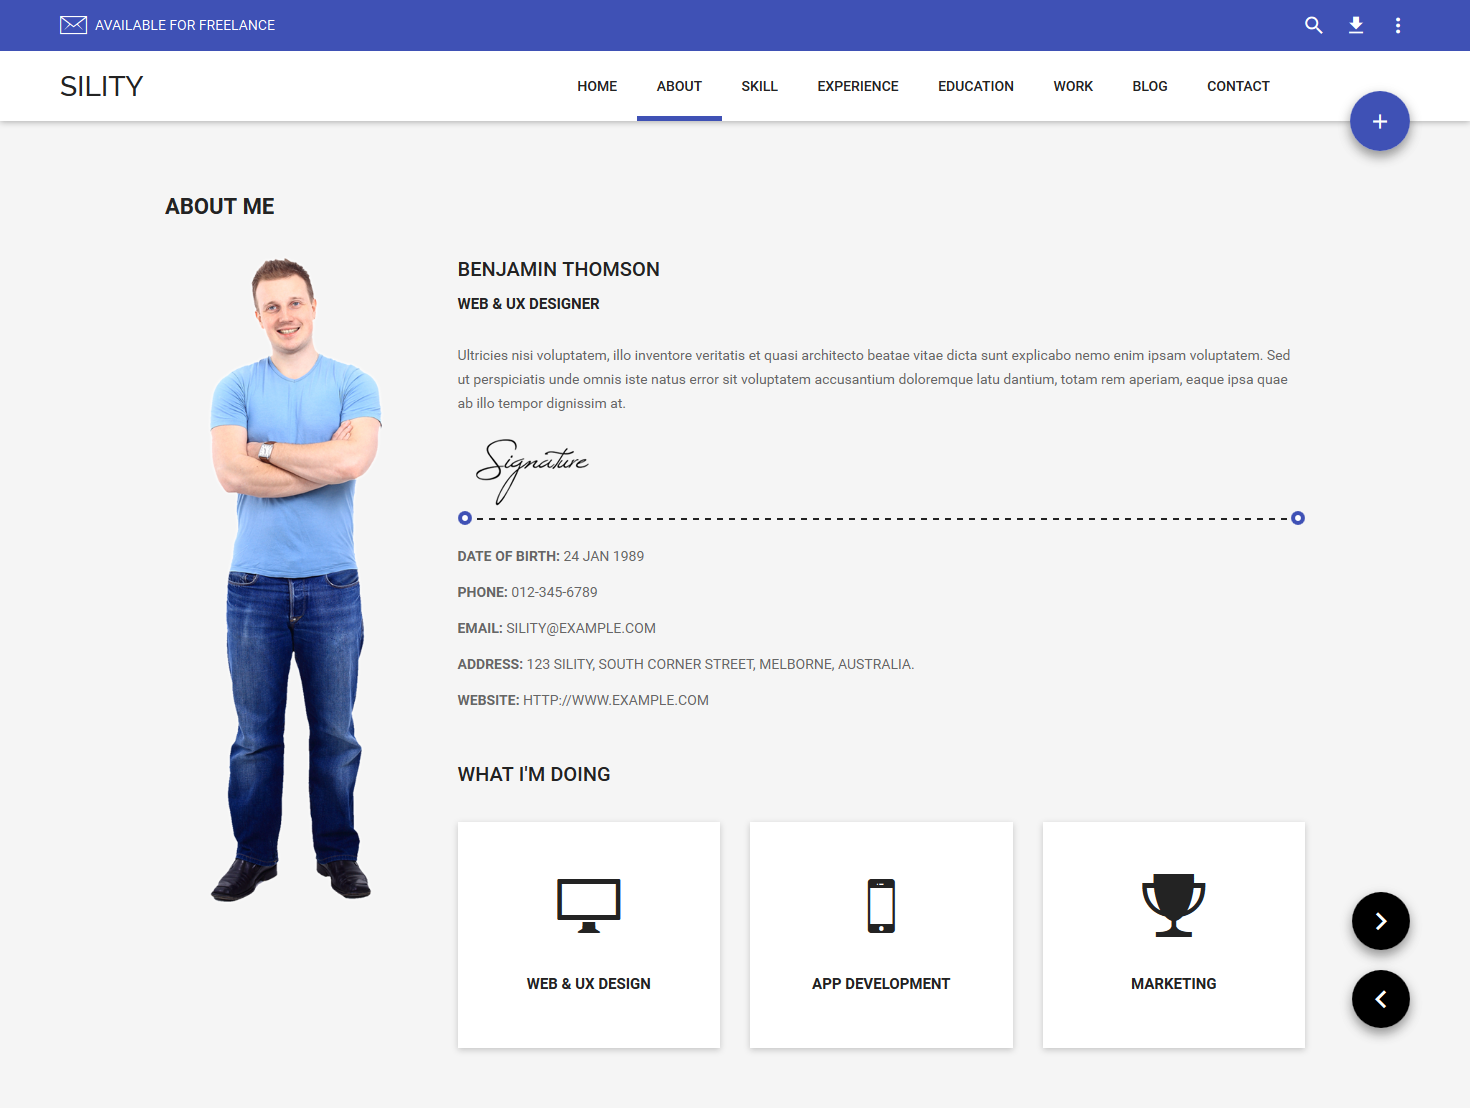 AVAILABLE FOR FREELANCE
SILITY
HOME ABOUT SKILL EXPERIENCE EDUCATION WORK BLOG CONTACT
ABOUT ME
BENJAMIN THOMSON
WEB & UX DESIGNER
Ultricies nisi voluptatem, illo inventore veritatis et quasi architecto beatae vitae dicta sunt explicabo nemo enim ipsam voluptatem. Sed
ut perspiciatis unde omnis iste natus error sit voluptatem accusantium doloremque latu dantium, totam rem aperiam, eaque ipsa quae
ab illo tempor dignissim at.
Signature
DATE OF BIRTH: 24 JAN 1989
PHONE: 012-345-6789
EMAIL: SILITY@EXAMPLE.COM
ADDRESS: 123 SILITY, SOUTH CORNER STREET, MELBORNE, AUSTRALIA.
WEBSITE: HTTP://WWW.EXAMPLE.COM
WHAT I'M DOING
WEB & UX DESIGN
APP DEVELOPMENT
MARKETING